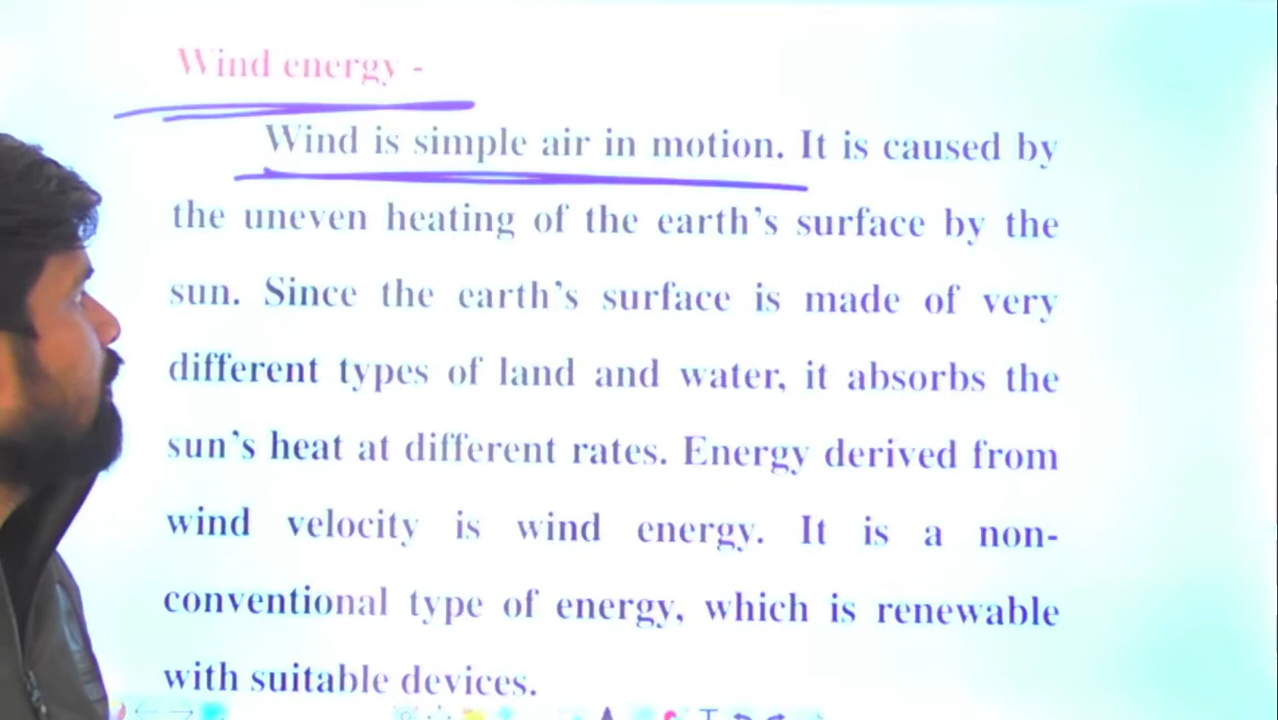 Wind energy -
Wind is simple air in motion. It is caused by
the uneven heating of the earth's surface by the
sun. Since the earth's surface is made of very
different types of land and water, it absorbs the
sun's heat at different rates. Energy derived from
wind velocity is wind energy. It is a non-
conventional type of energy, which is renewable
with suitable devices.